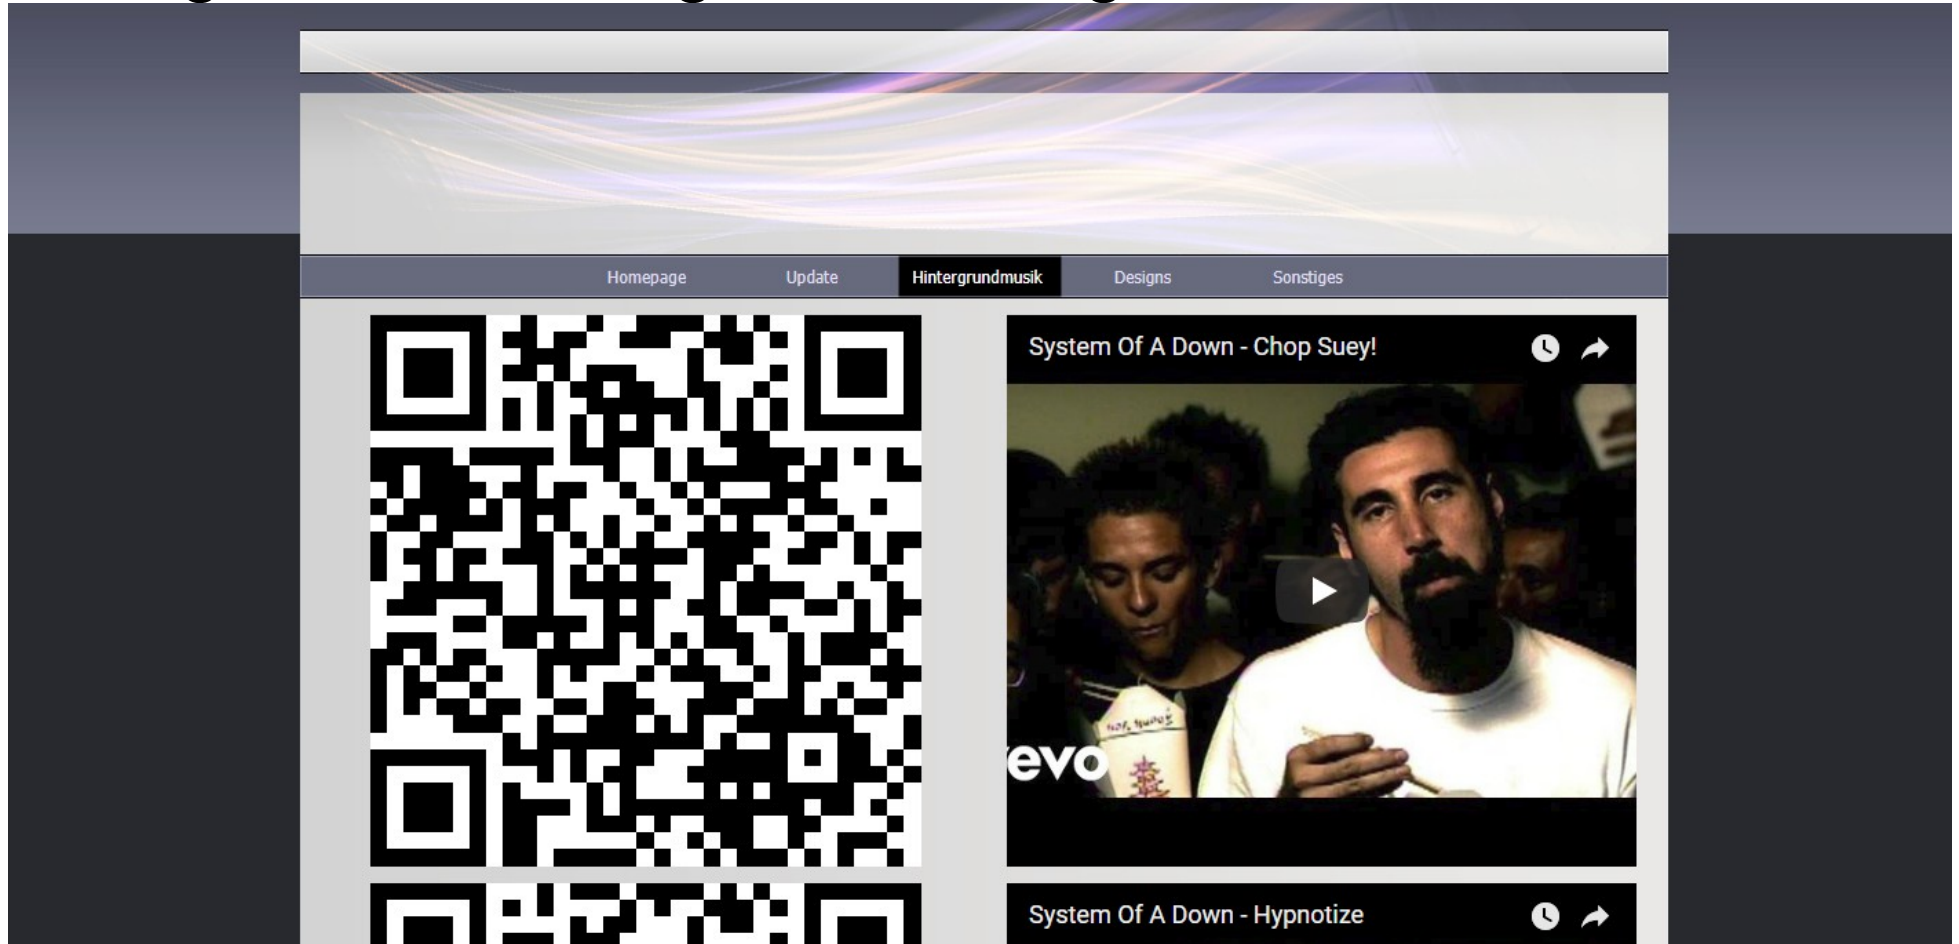 Homepage Update Hintergrundmusik Designs Sonstiges
System Of A Down - Chop Suey!
evo
System Of A Down - Hypnotize